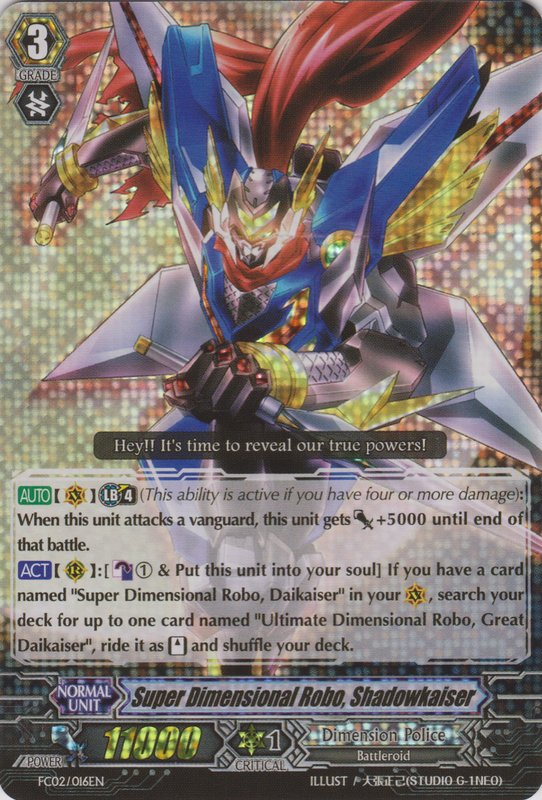 3
GRADE
Hey!! It's time to reveal our true powers!
AUTO【 V 】 LB 4 (This ability is active if you have four or more damage):
When this unit attacks a vanguard, this unit gets +5000 until end of
that battle.
ACT【 R 】:[ ① & Put this unit into your soul] If you have a card
named "Super Dimensional Robo, Daikaiser" in your V, search your
deck for up to one card named "Ultimate Dimensional Robo, Great
Daikaiser", ride it as and shuffle your deck.
NORMAL
UNIT
Super Dimensional Robo, Shadowkaiser
POWER
11000
1
CRITICAL
Dimension Police
Battleroid
FC02/016EN
ILLUST / 大張正己(STUDIO G-1NEO)